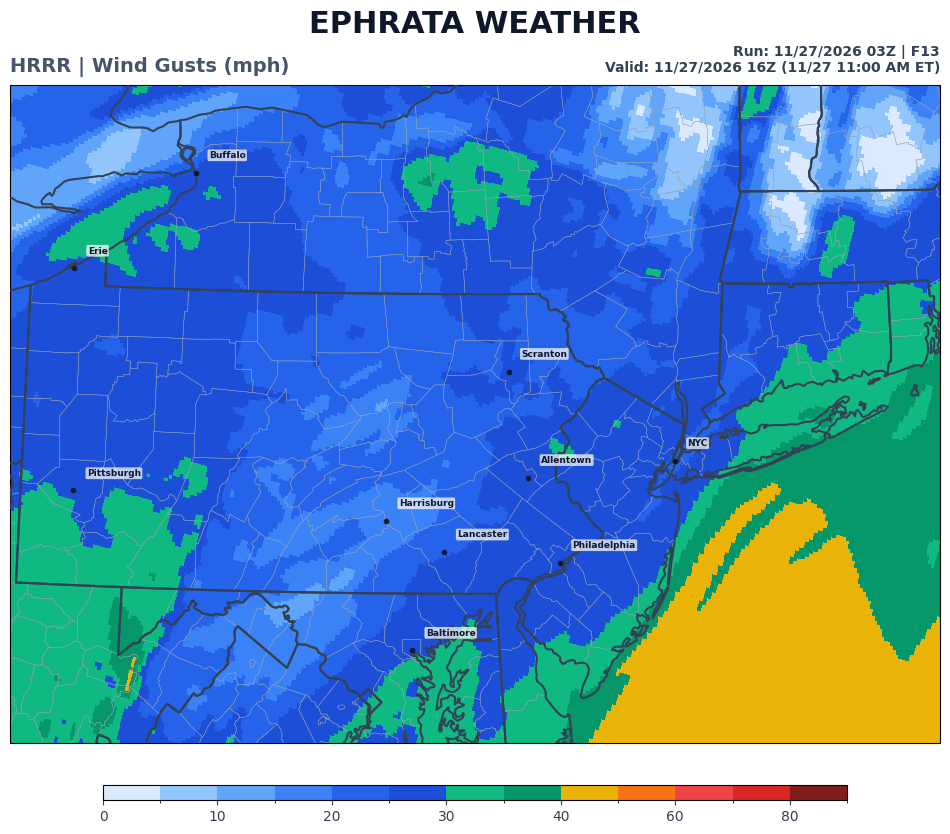 EPHRATA WEATHER
HRRR | Wind Gusts (mph)
Run: 11/27/2026 03Z | F13
Valid: 11/27/2026 16Z (11/27 11:00 AM ET)
Buffalo
Erie
Scranton
NYC
Allentown
Pittsburgh
Harrisburg
Lancaster
Philadelphia
Baltimore
0 10 20 30 40 50 60 70 80